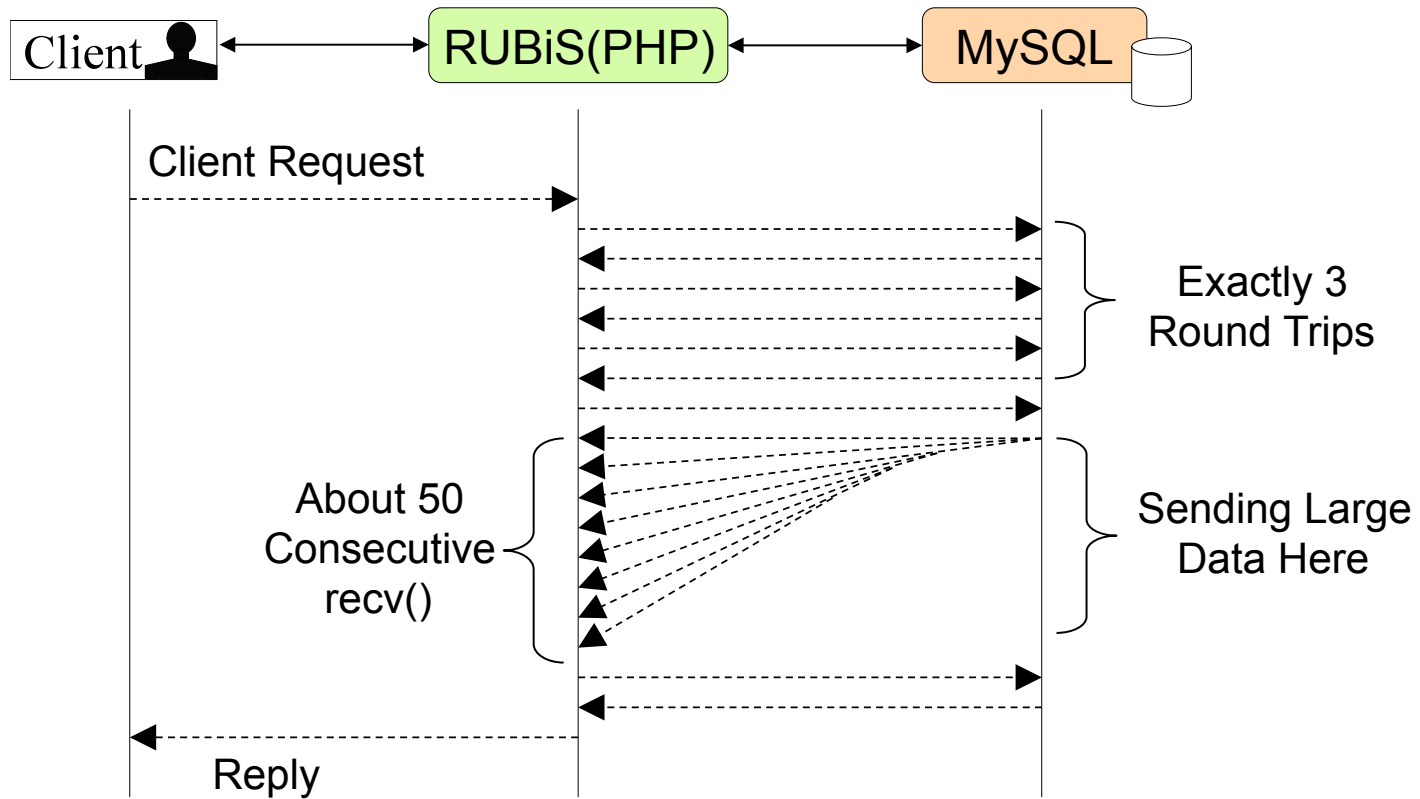 Client
RUBiS(PHP)
MySQL
Client Request
Exactly 3
Round Trips
About 50
Consecutive
recv()
Sending Large
Data Here
Reply